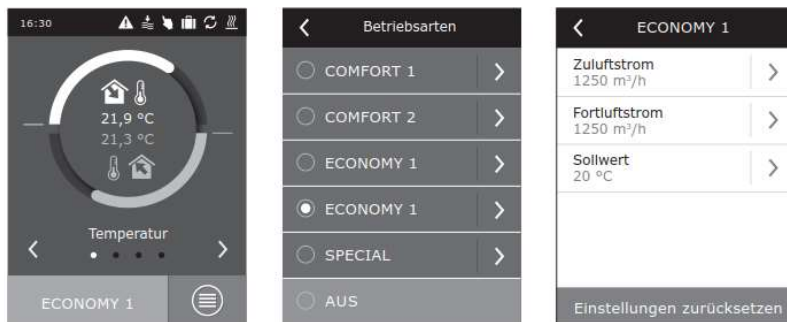 16:30
21,9 °C
21,3 °C
Temperatur
ECONOMY 1
Betriebsarten
COMFORT 1
COMFORT 2
ECONOMY 1
ECONOMY 1
SPECIAL
AUS
ECONOMY 1
Zuluftstrom
1250 m³/h
Fortluftstrom
1250 m³/h
Sollwert
20 °C
Einstellungen zurücksetzen